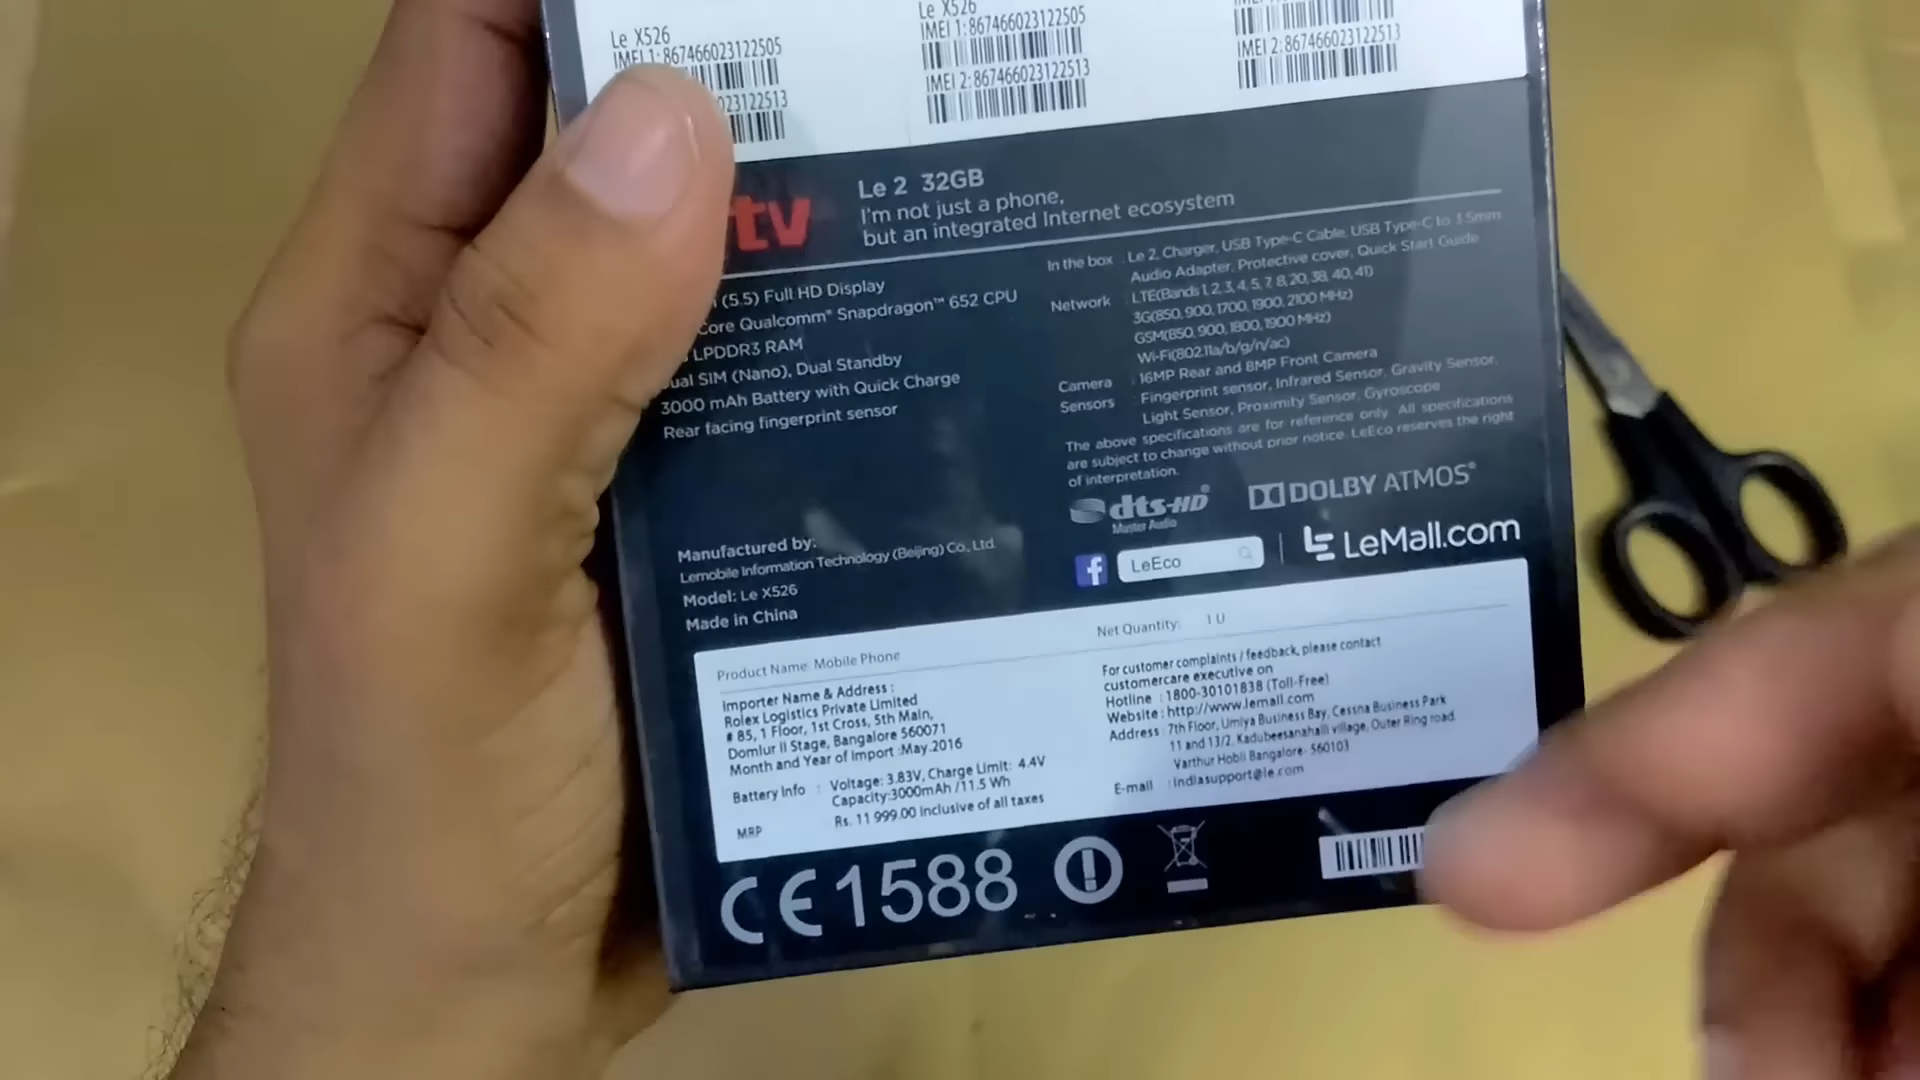 Le X526
IMEI 1:867466023122505
023122513
Le X526
IMEI 1:867466023122505
IMEI 2:867466023122513
IMEI 2:867466023122513
tv
Le 2 32GB
I'm not just a phone,
but an integrated Internet ecosystem
(5.5) Full HD Display
Core Qualcomm® Snapdragon™ 652 CPU
LPDDR3 RAM
ual SIM (Nano), Dual Standby
3000 mAh Battery with Quick Charge
Rear facing fingerprint sensor
In the box : Le 2, Charger, USB Type-C Cable, USB Type-C to 3.5mm
Audio Adapter, Protective cover, Quick Start Guide
Network : LTE(Bands 1, 2, 3, 4, 5, 7, 8, 20, 38, 40, 41)
3G(850, 900, 1700, 1900, 2100 MHz)
GSM(850, 900, 1800, 1900 MHz)
Wi-Fi(802.11a/b/g/n/ac)
Camera : 16MP Rear and 8MP Front Camera
Sensors : Fingerprint sensor, Infrared Sensor, Gravity Sensor,
Light Sensor, Proximity Sensor, Gyroscope
The above specifications are for reference only. All specifications
are subject to change without prior notice. LeEco reserves the right
of interpretation.
dts-HD® Master Audio
DOLBY ATMOS®
f LeEco
LeMall.com
Manufactured by:
Lemobile Information Technology (Beijing) Co., Ltd.
Model: Le X526
Made in China
Product Name: Mobile Phone
Net Quantity: 1 U
Importer Name & Address :
Rolex Logistics Private Limited
# 85, 1 Floor, 1st Cross, 5th Main,
Domlur II Stage, Bangalore 560071
Month and Year of Import :May.2016
Battery Info : Voltage: 3.83V, Charge Limit: 4.4V
Capacity:3000mAh /11.5 Wh
MRP Rs. 11 999.00 Inclusive of all taxes
For customer complaints / feedback, please contact
customercare executive on
Hotline : 1800-30101838 (Toll-Free)
Website : http://www.lemall.com
Address : 7th Floor, Umiya Business Bay, Cessna Business Park
11 and 13/2, Kadubeesanahalli village, Outer Ring road,
Varthur Hobli Bangalore- 560103
E-mail : indiasupport@le.com
CE1588